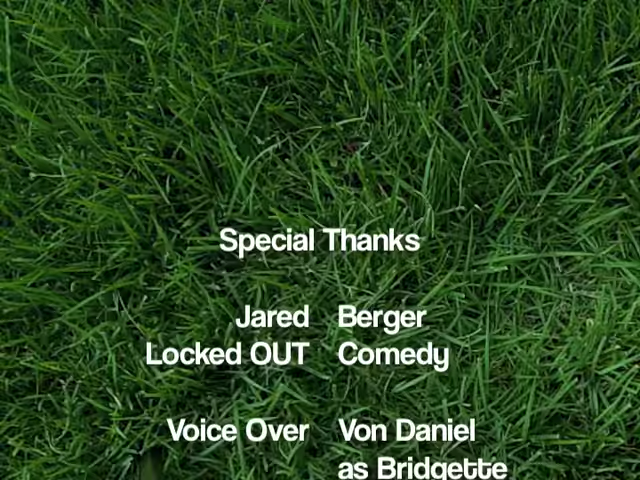 Special Thanks
Jared Berger
Locked OUT Comedy
Voice Over Von Daniel
as Bridgette